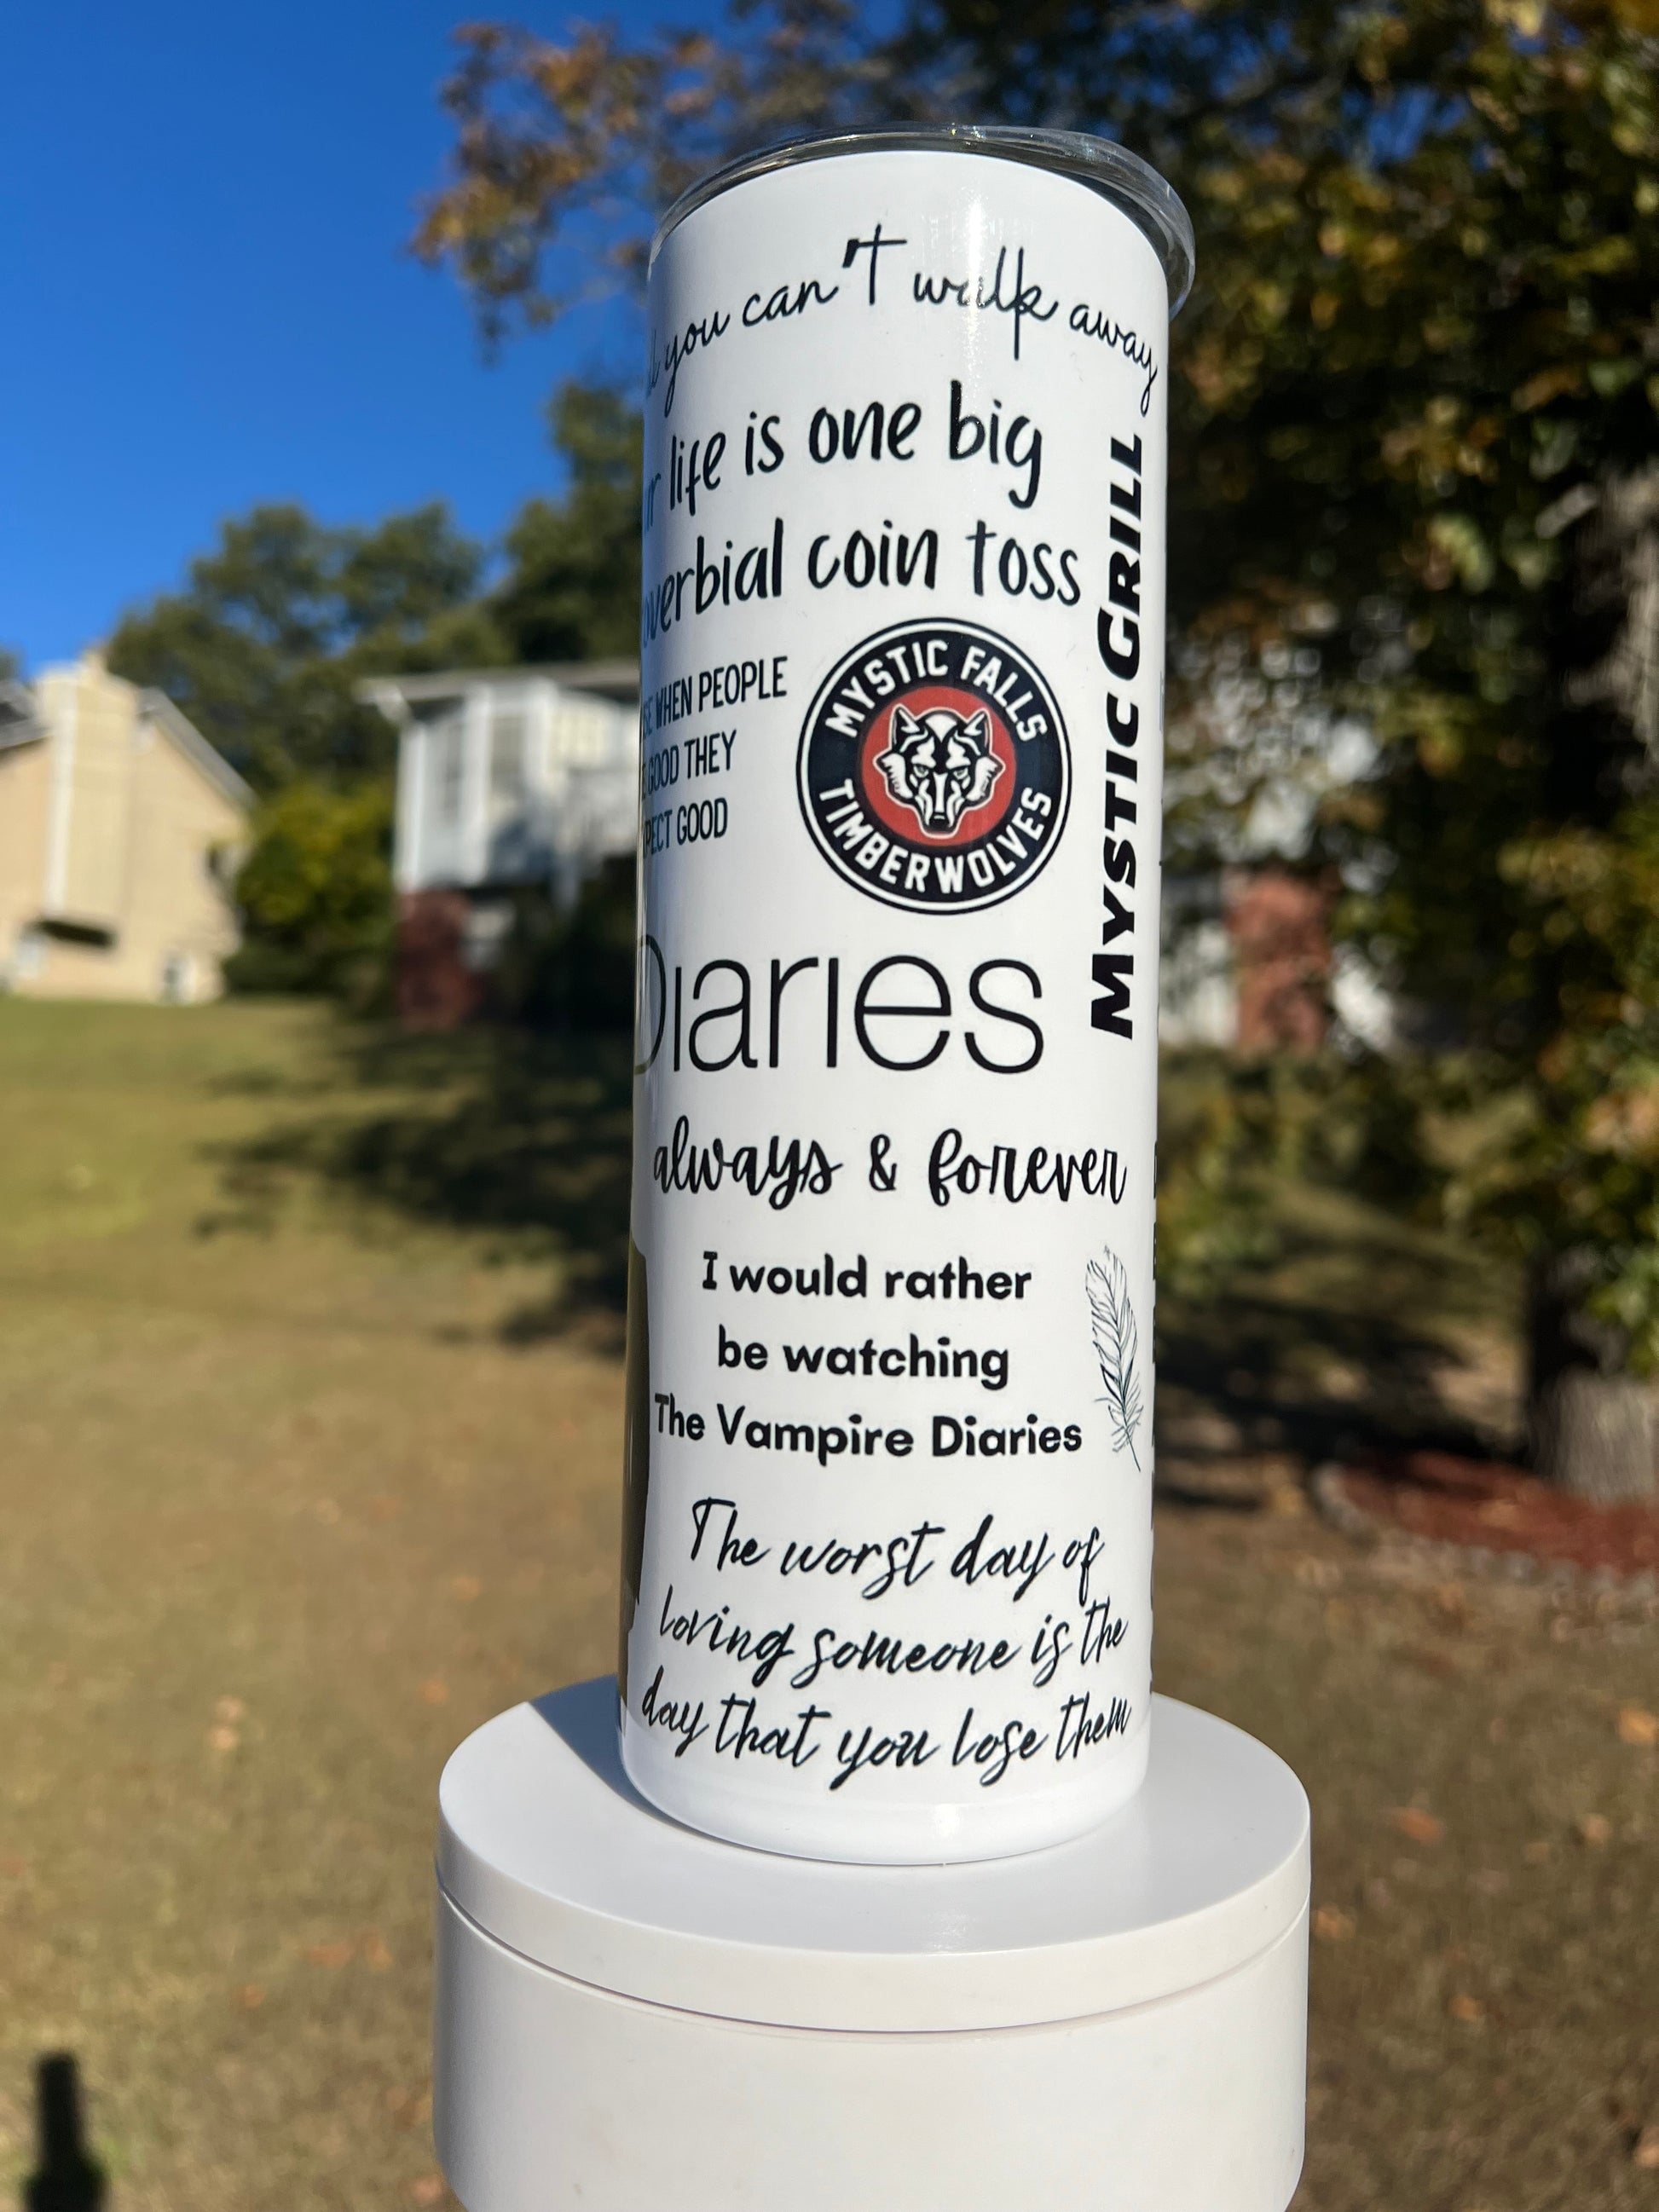 you can't walk away
life is one big
coin toss
WHEN PEOPLE
GOOD THEY
GOOD
MYSTIC FALLS
TIMBERWOLVES
MYSTIC GRILL
Diaries
always & forever
I would rather
be watching
The Vampire Diaries
The worst day of
loving someone is the
day that you lose them